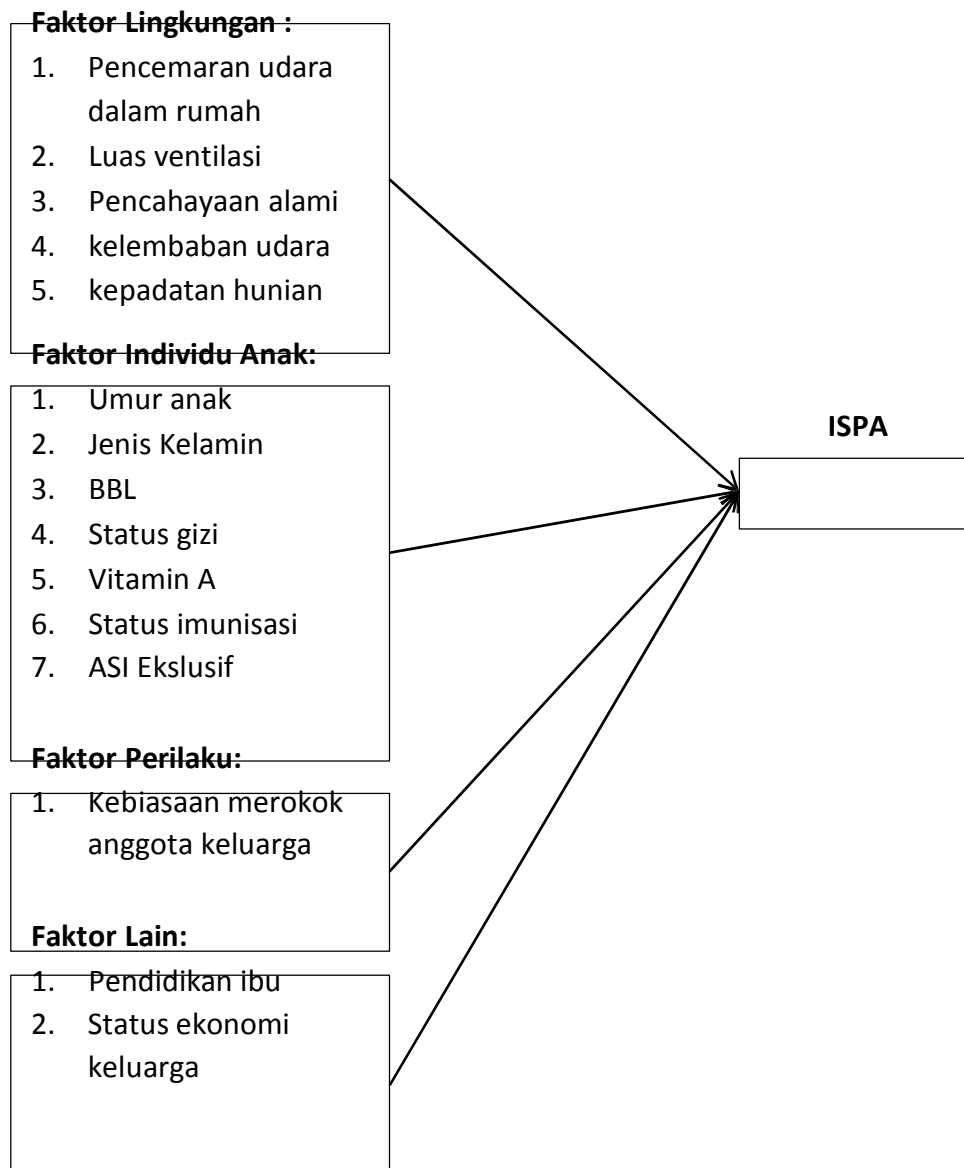 Faktor Lingkungan :
1. Pencemaran udara
dalam rumah
2. Luas ventilasi
3. Pencahayaan alami
4. kelembaban udara
5. kepadatan hunian
Faktor Individu Anak:
1. Umur anak
2. Jenis Kelamin
3. BBL
4. Status gizi
5. Vitamin A
6. Status imunisasi
7. ASI Ekslusif
Faktor Perilaku:
1. Kebiasaan merokok
anggota keluarga
Faktor Lain:
1. Pendidikan ibu
2. Status ekonomi
keluarga
ISPA